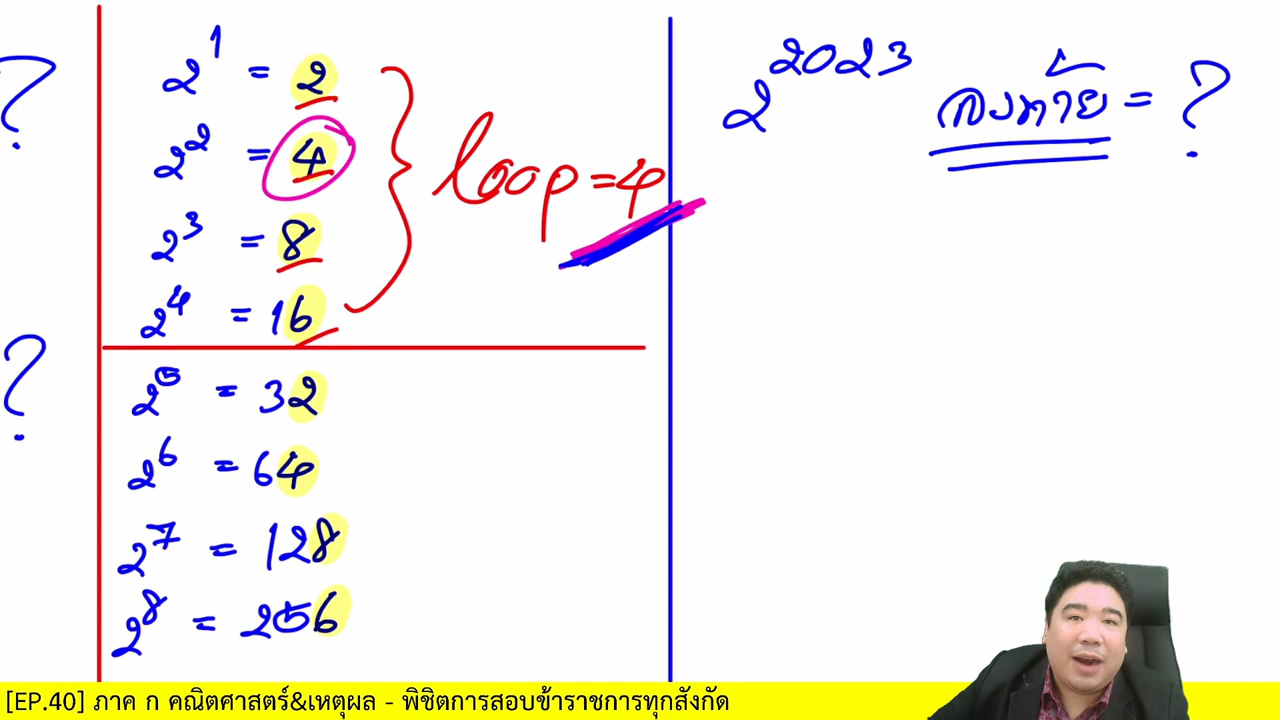 ?
?
2^1 = 2
2^2 = 4
2^3 = 8
2^4 = 16
loop = 4
2^5 = 32
2^6 = 64
2^7 = 128
2^8 = 256
2^2023 ลงท้าย = ?
[EP.40] ภาค ก คณิตศาสตร์&เหตุผล - พิชิตการสอบข้าราชการทุกสังกัด